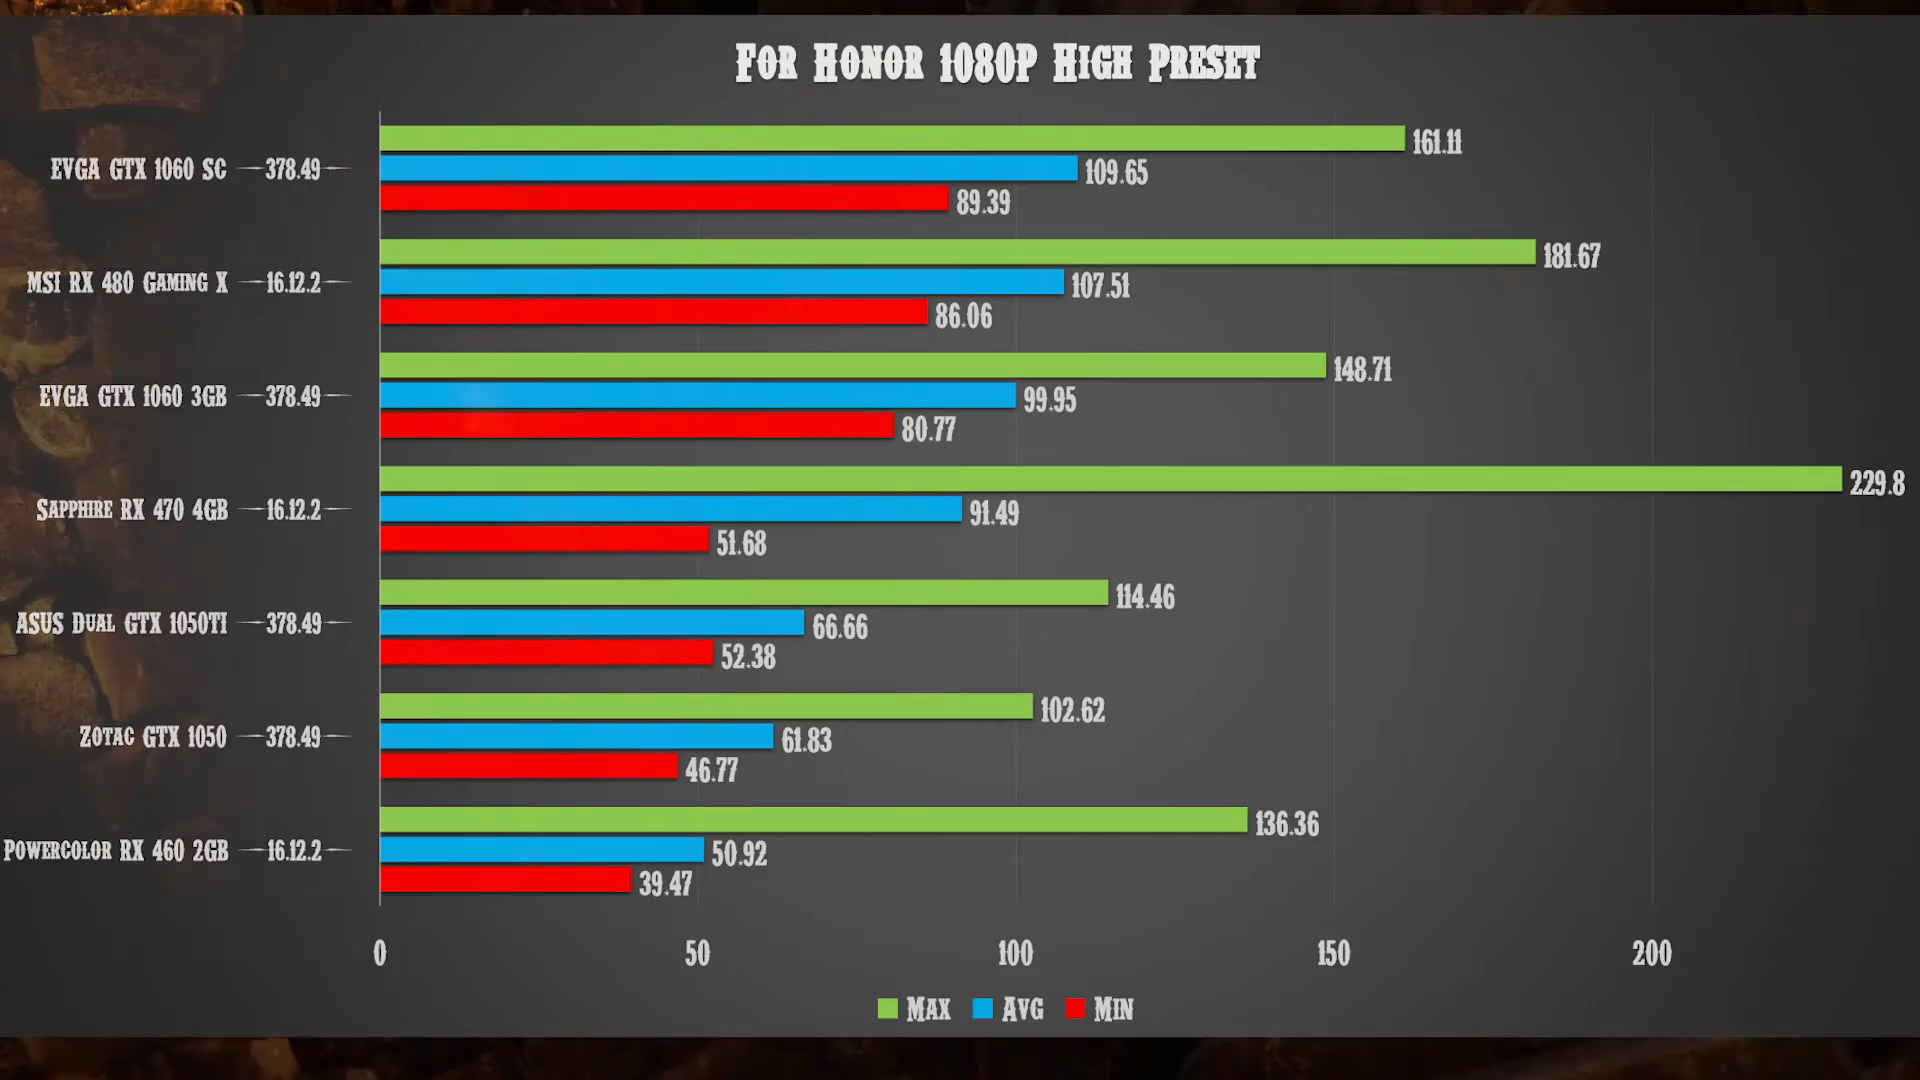 For Honor 1080P High Preset
EVGA GTX 1060 SC 378.49
161.11
109.65
89.39
MSI RX 480 Gaming X 16.12.2
181.67
107.51
86.06
EVGA GTX 1060 3GB 378.49
148.71
99.95
80.77
Sapphire RX 470 4GB 16.12.2
229.8
91.49
51.68
ASUS Dual GTX 1050TI 378.49
114.46
66.66
52.38
Zotac GTX 1050 378.49
102.62
61.83
46.77
Powercolor RX 460 2GB 16.12.2
136.36
50.92
39.47
0 50 100 150 200
Max Avg Min